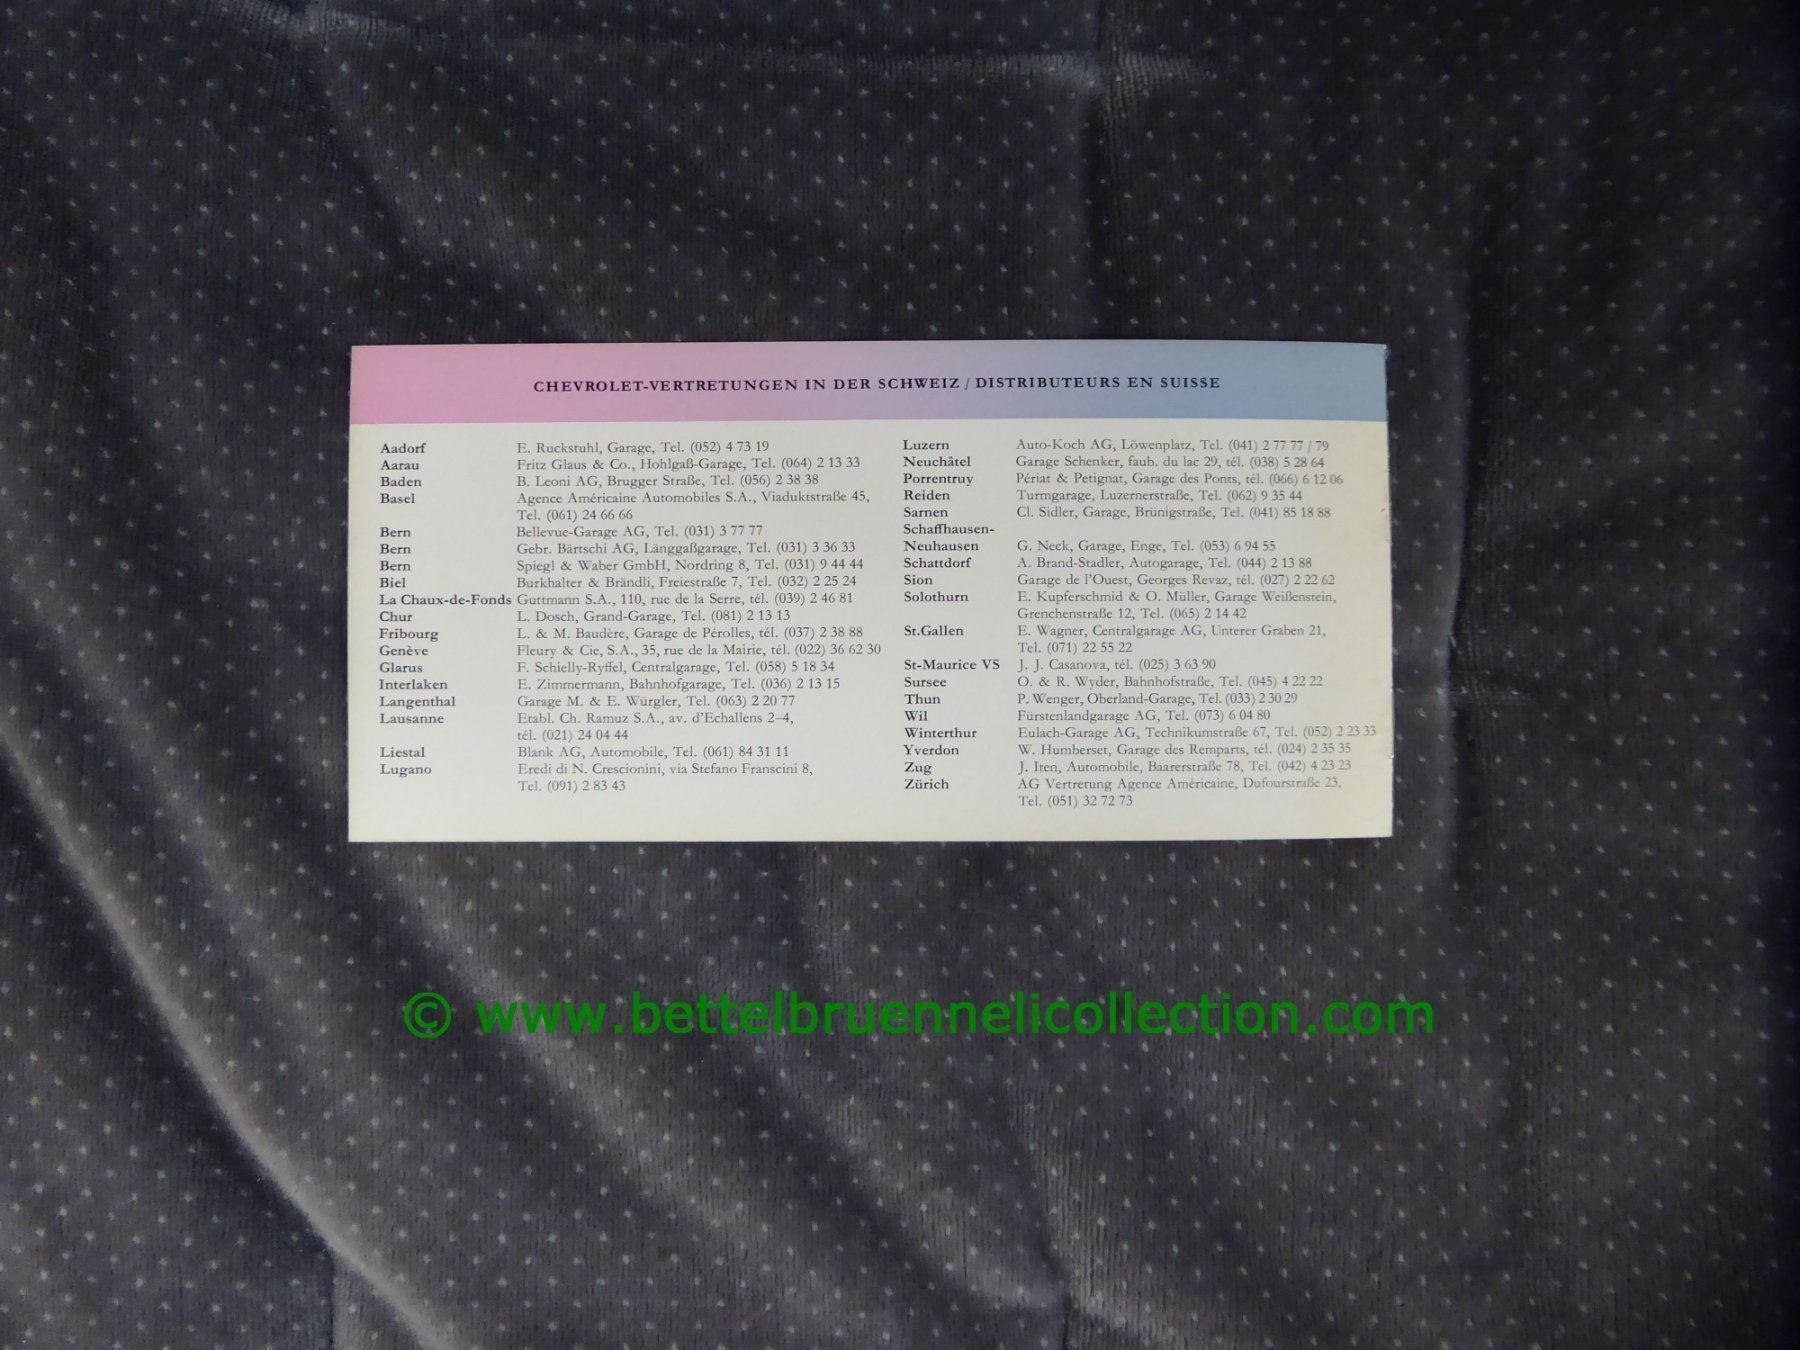 CHEVROLET-VERTRETUNGEN IN DER SCHWEIZ / DISTRIBUTEURS EN SUISSE
Aadorf E. Ruckstuhl, Garage, Tel. (052) 4 73 19
Aarau Fritz Glaus & Co., Hohlgaß-Garage, Tel. (064) 2 13 33
Baden B. Leoni AG, Brugger Straße, Tel. (056) 2 38 38
Basel Agence Américaine Automobiles S.A., Viaduktstraße 45,
Tel. (061) 24 66 66
Bern Bellevue-Garage AG, Tel. (031) 3 77 77
Bern Gebr. Bärtschi AG, Länggaßgarage, Tel. (031) 3 36 33
Bern Spiegl & Waber GmbH, Nordring 8, Tel. (031) 9 44 44
Biel Burkhalter & Brändli, Freiestraße 7, Tel. (032) 2 25 24
La Chaux-de-Fonds Guttmann S.A., 110, rue de la Serre, tél. (039) 2 46 81
Chur L. Dosch, Grand-Garage, Tel. (081) 2 13 13
Fribourg L. & M. Baudère, Garage de Pérolles, tél. (037) 2 38 88
Genève Fleury & Cie, S.A., 35, rue de la Mairie, tél. (022) 36 62 30
Glarus F. Schielly-Ryffel, Centralgarage, Tel. (058) 5 18 34
Interlaken E. Zimmermann, Bahnhofgarage, Tel. (036) 2 13 15
Langenthal Garage M. & E. Würgler, Tel. (063) 2 20 77
Lausanne Etabl. Ch. Ramuz S.A., av. d'Echallens 2–4,
tél. (021) 24 04 44
Liestal Blank AG, Automobile, Tel. (061) 84 31 11
Lugano Eredi di N. Crescionini, via Stefano Franscini 8,
Tel. (091) 2 83 43
Luzern Auto-Koch AG, Löwenplatz, Tel. (041) 2 77 77 / 79
Neuchâtel Garage Schenker, faub. du lac 29, tél. (038) 5 28 64
Porrentruy Périat & Petignat, Garage des Ponts, tél. (066) 6 12 06
Reiden Turmgarage, Luzernerstraße, Tel. (062) 9 35 44
Sarnen Cl. Sidler, Garage, Brünigstraße, Tel. (041) 85 18 88
Schaffhausen-
Neuhausen G. Neck, Garage, Enge, Tel. (053) 6 94 55
Schattdorf A. Brand-Stadler, Autogarage, Tel. (044) 2 13 88
Sion Garage de l'Ouest, Georges Revaz, tél. (027) 2 22 62
Solothurn E. Kupferschmid & O. Müller, Garage Weißenstein,
Grenchenstraße 12, Tel. (065) 2 14 42
St.Gallen E. Wagner, Centralgarage AG, Unterer Graben 21,
Tel. (071) 22 55 22
St-Maurice VS J. J. Casanova, tél. (025) 3 63 90
Sursee O. & R. Wyder, Bahnhofstraße, Tel. (045) 4 22 22
Thun P. Wenger, Oberland-Garage, Tel. (033) 2 30 29
Wil Fürstenlandgarage AG, Tel. (073) 6 04 80
Winterthur Eulach-Garage AG, Technikumstraße 67, Tel. (052) 2 23 33
Yverdon W. Humberset, Garage des Remparts, tél. (024) 2 35 35
Zug J. Iten, Automobile, Baarerstraße 78, Tel. (042) 4 23 23
Zürich AG Vertretung Agence Américaine, Dufourstraße 23,
Tel. (051) 32 72 73
© www.bettelbruennelicollection.com